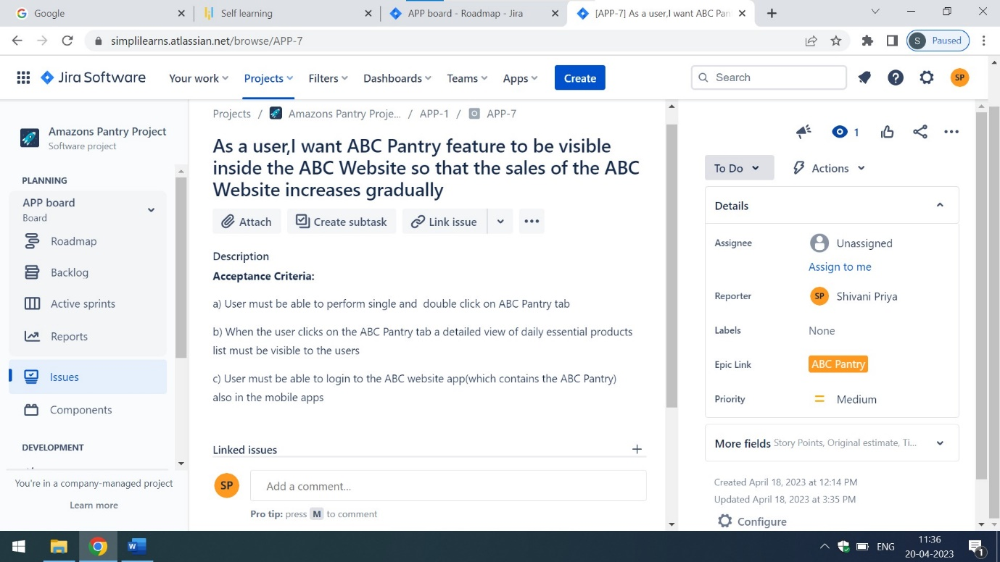 Google
Self learning
APP board - Roadmap - Jira
[APP-7] As a user,I want ABC Pan
simplilearns.atlassian.net/browse/APP-7
S Paused
Jira Software
Your work
Projects
Filters
Dashboards
Teams
Apps
Create
Search
SP
Amazons Pantry Project
Software project
PLANNING
APP board
Board
Roadmap
Backlog
Active sprints
Reports
Issues
Components
DEVELOPMENT
You're in a company-managed project
Learn more
Projects / Amazons Pantry Proje... / APP-1 / APP-7
As a user,I want ABC Pantry feature to be visible
inside the ABC Website so that the sales of the ABC
Website increases gradually
Attach
Create subtask
Link issue
Description
Acceptance Criteria:
a) User must be able to perform single and  double click on ABC Pantry tab
b) When the user clicks on the ABC Pantry tab a detailed view of daily essential products
list must be visible to the users
c) User must be able to login to the ABC website app(which contains the ABC Pantry)
also in the mobile apps
Linked issues
SP
Add a comment...
Pro tip: press M to comment
1
To Do
Actions
Details
Assignee
Unassigned
Assign to me
Reporter
SP Shivani Priya
Labels
None
Epic Link
ABC Pantry
Priority
Medium
More fields Story Points, Original estimate, Ti...
Created April 18, 2023 at 12:14 PM
Updated April 18, 2023 at 3:35 PM
Configure
W
ENG
11:36
20-04-2023
1